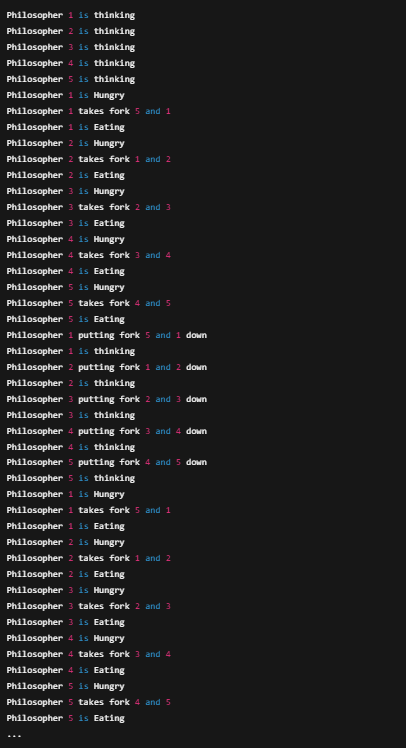 Philosopher 1 is thinking
Philosopher 2 is thinking
Philosopher 3 is thinking
Philosopher 4 is thinking
Philosopher 5 is thinking
Philosopher 1 is Hungry
Philosopher 1 takes fork 5 and 1
Philosopher 1 is Eating
Philosopher 2 is Hungry
Philosopher 2 takes fork 1 and 2
Philosopher 2 is Eating
Philosopher 3 is Hungry
Philosopher 3 takes fork 2 and 3
Philosopher 3 is Eating
Philosopher 4 is Hungry
Philosopher 4 takes fork 3 and 4
Philosopher 4 is Eating
Philosopher 5 is Hungry
Philosopher 5 takes fork 4 and 5
Philosopher 5 is Eating
Philosopher 1 putting fork 5 and 1 down
Philosopher 1 is thinking
Philosopher 2 putting fork 1 and 2 down
Philosopher 2 is thinking
Philosopher 3 putting fork 2 and 3 down
Philosopher 3 is thinking
Philosopher 4 putting fork 3 and 4 down
Philosopher 4 is thinking
Philosopher 5 putting fork 4 and 5 down
Philosopher 5 is thinking
Philosopher 1 is Hungry
Philosopher 1 takes fork 5 and 1
Philosopher 1 is Eating
Philosopher 2 is Hungry
Philosopher 2 takes fork 1 and 2
Philosopher 2 is Eating
Philosopher 3 is Hungry
Philosopher 3 takes fork 2 and 3
Philosopher 3 is Eating
Philosopher 4 is Hungry
Philosopher 4 takes fork 3 and 4
Philosopher 4 is Eating
Philosopher 5 is Hungry
Philosopher 5 takes fork 4 and 5
Philosopher 5 is Eating
...